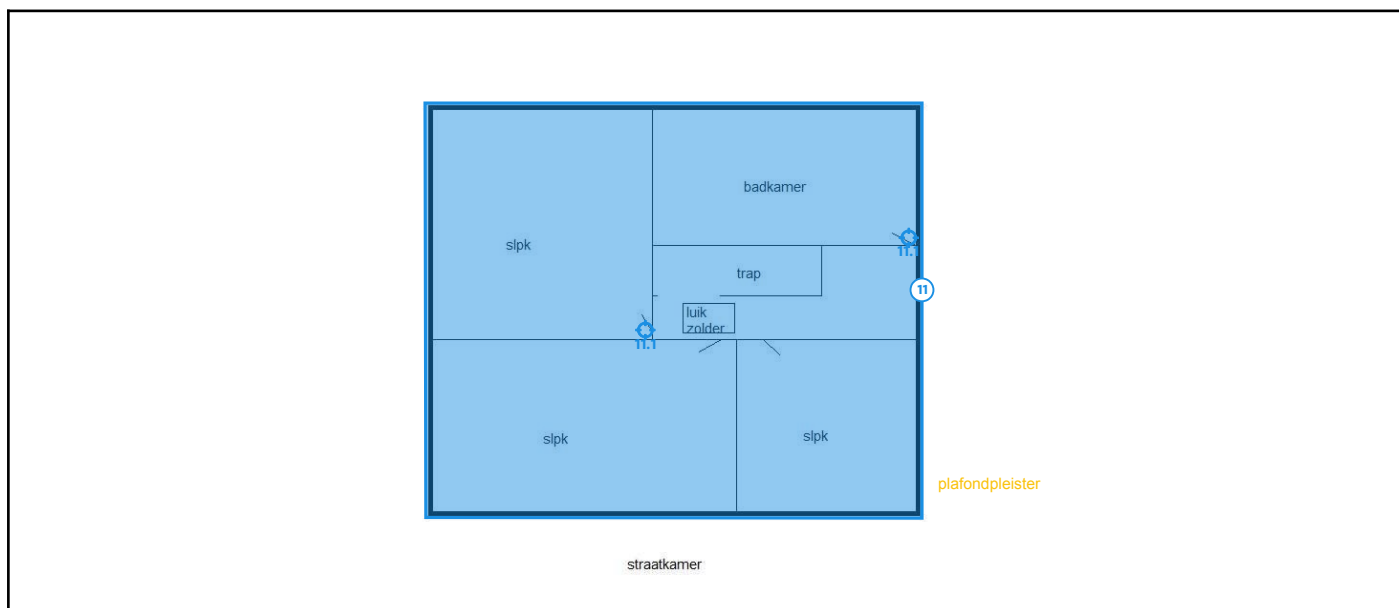 badkamer
slpk
11.1
trap
11
luik
zolder
11.1
slpk
slpk
plafondpleister
straatkamer